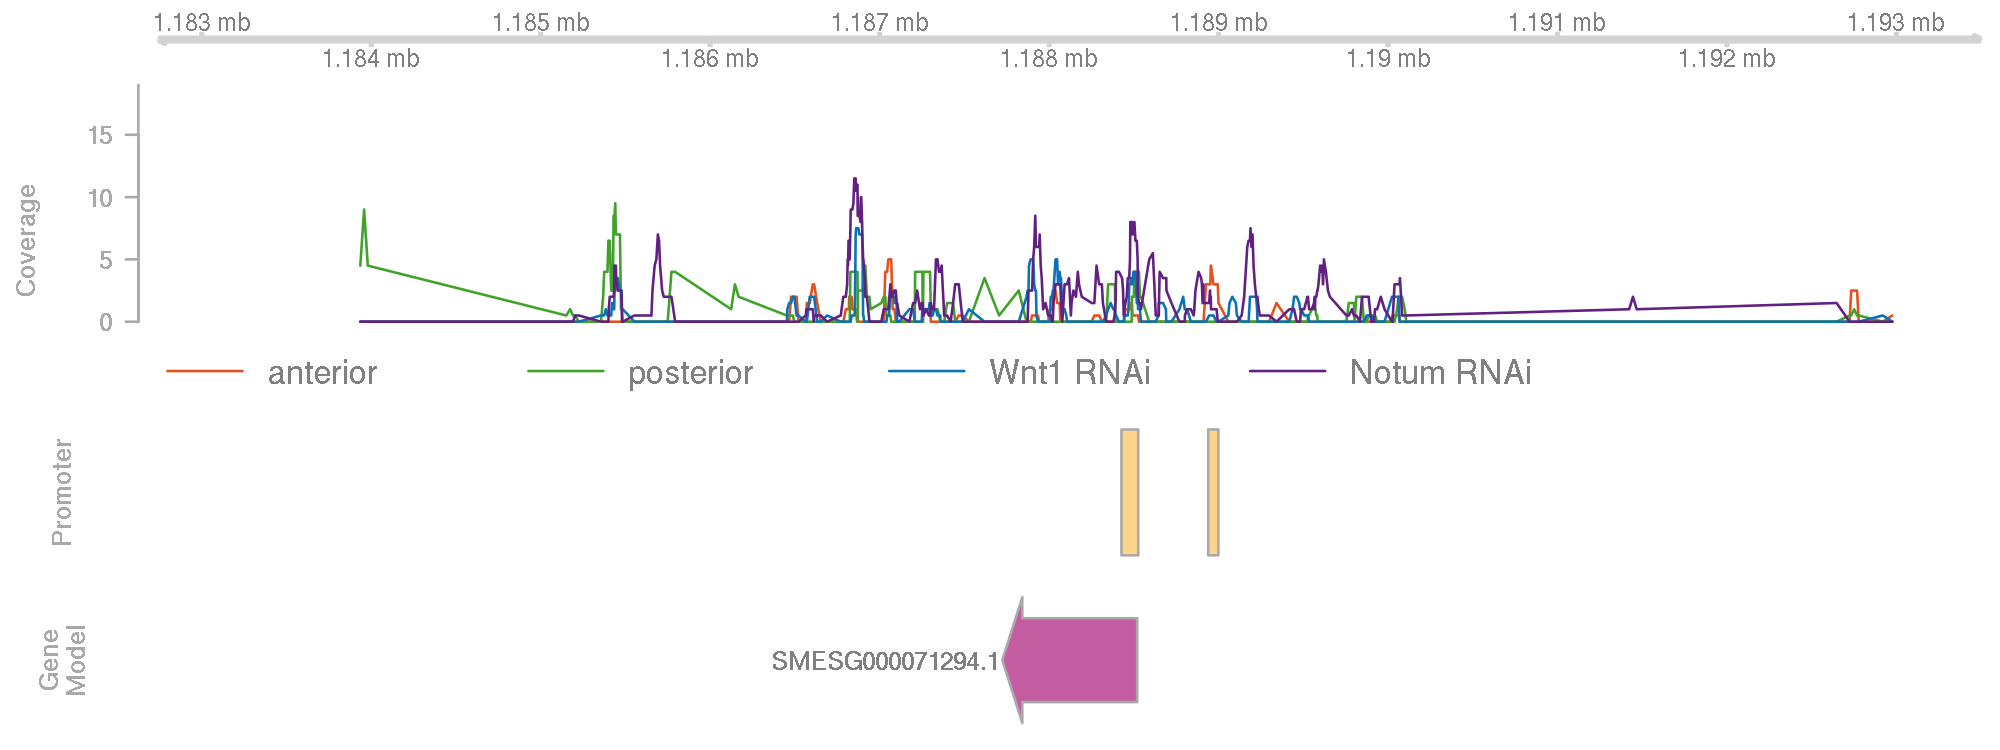 1.183 mb 1.185 mb 1.187 mb 1.189 mb 1.191 mb 1.193 mb
1.184 mb 1.186 mb 1.188 mb 1.19 mb 1.192 mb
Coverage
15
10
5
0
anterior posterior Wnt1 RNAi Notum RNAi
Promoter
Gene
Model
SMESG000071294.1